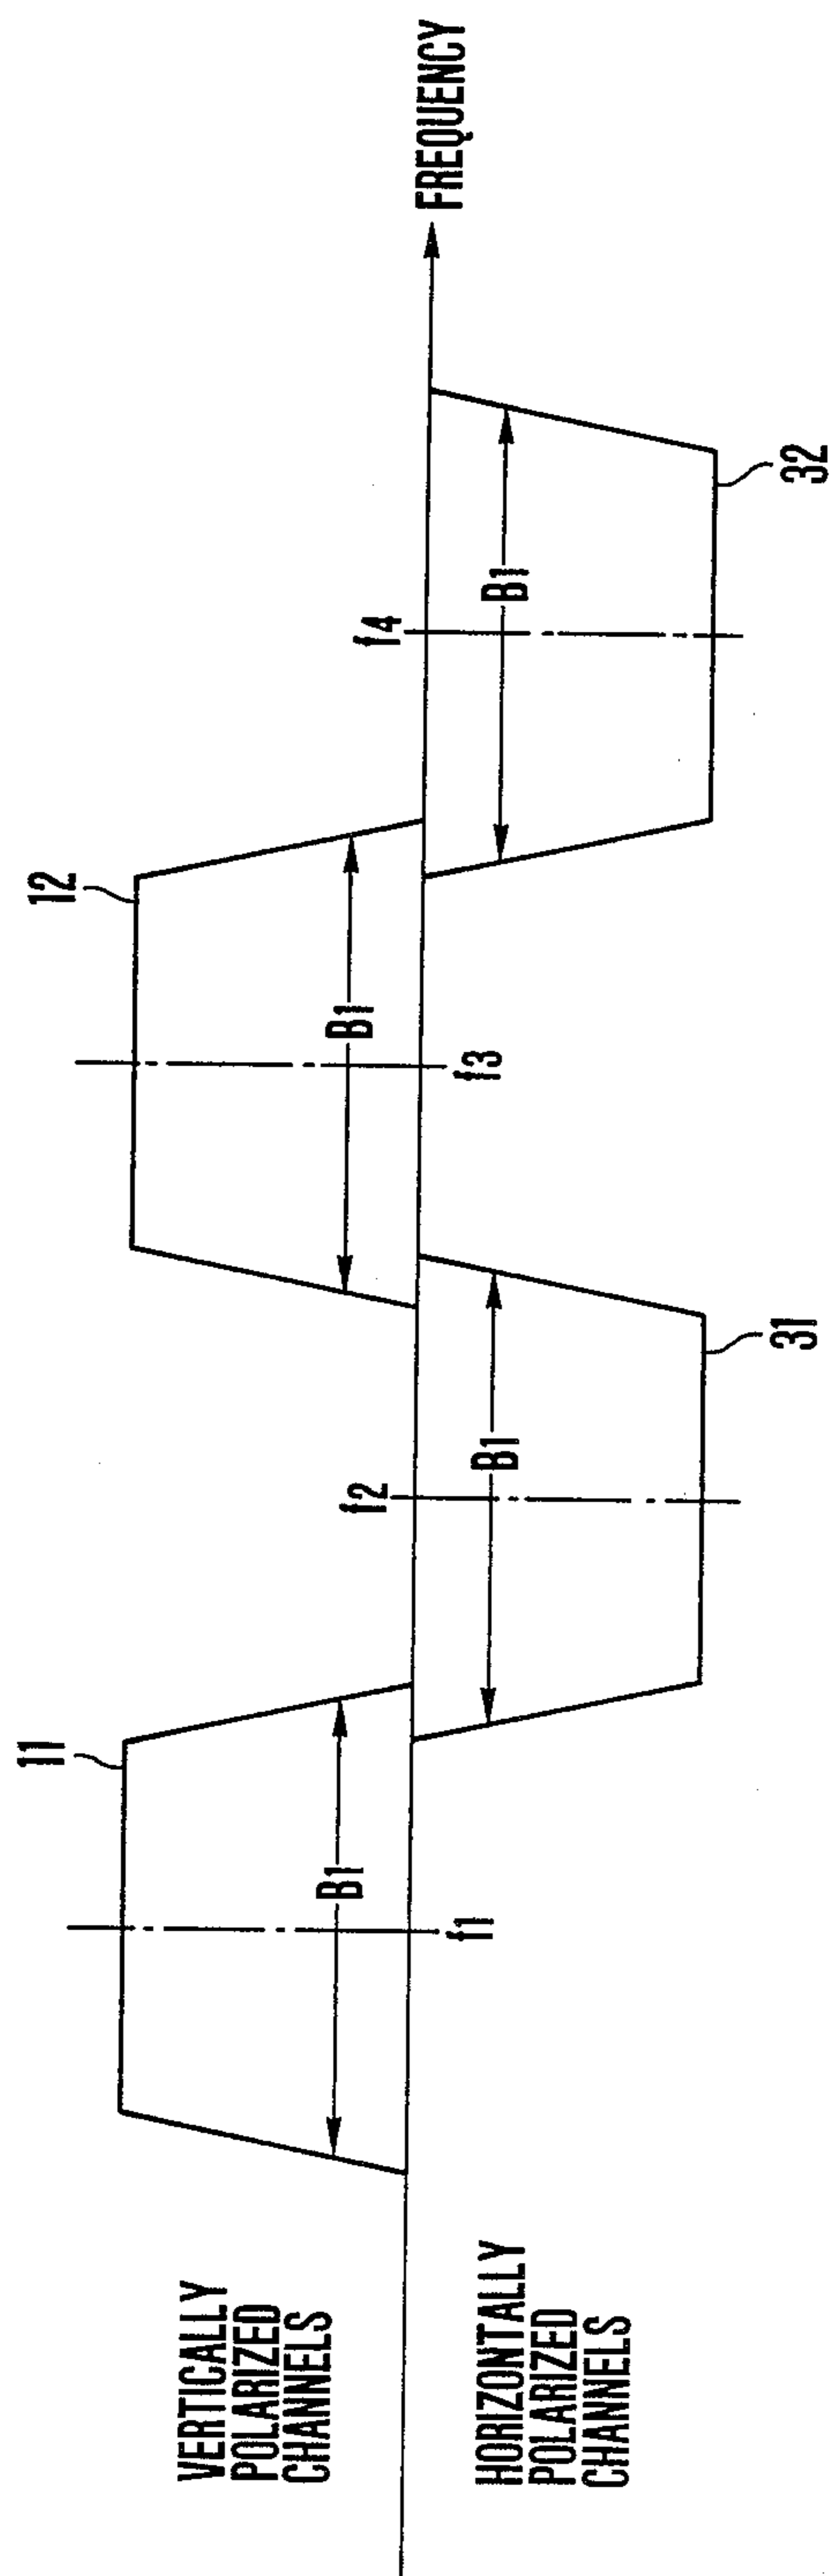 VERTICALLY
POLARIZED
CHANNELS
HORIZONTALLY
POLARIZED
CHANNELS
11
B1
f1
f2
B1
31
12
B1
f3
f4
B1
32
FREQUENCY